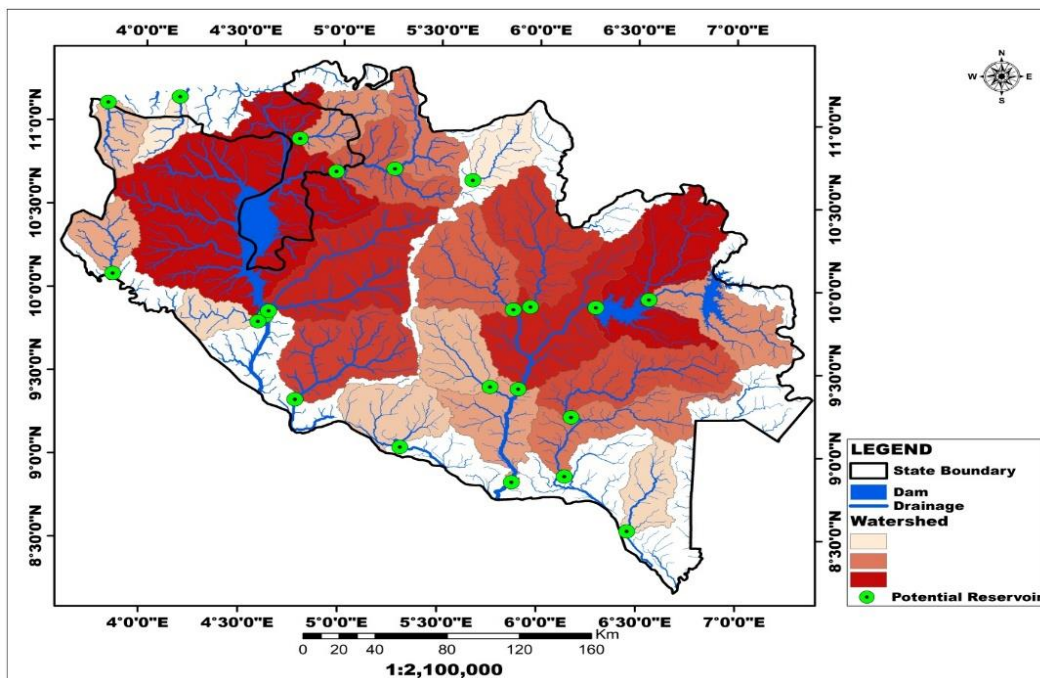 4°0'0"E 4°30'0"E 5°0'0"E 5°30'0"E 6°0'0"E 6°30'0"E 7°0'0"E
N
W E
S
11°0'0"N 11°0'0"N
10°30'0"N 10°30'0"N
10°0'0"N 10°0'0"N
9°30'0"N 9°30'0"N
9°0'0"N 9°0'0"N
8°30'0"N 8°30'0"N
LEGEND
State Boundary
Dam
Drainage
Watershed
Potential Reservoir
4°0'0"E 4°30'0"E 5°0'0"E 5°30'0"E 6°0'0"E 6°30'0"E 7°0'0"E
Km
0 20 40 80 120 160
1:2,100,000